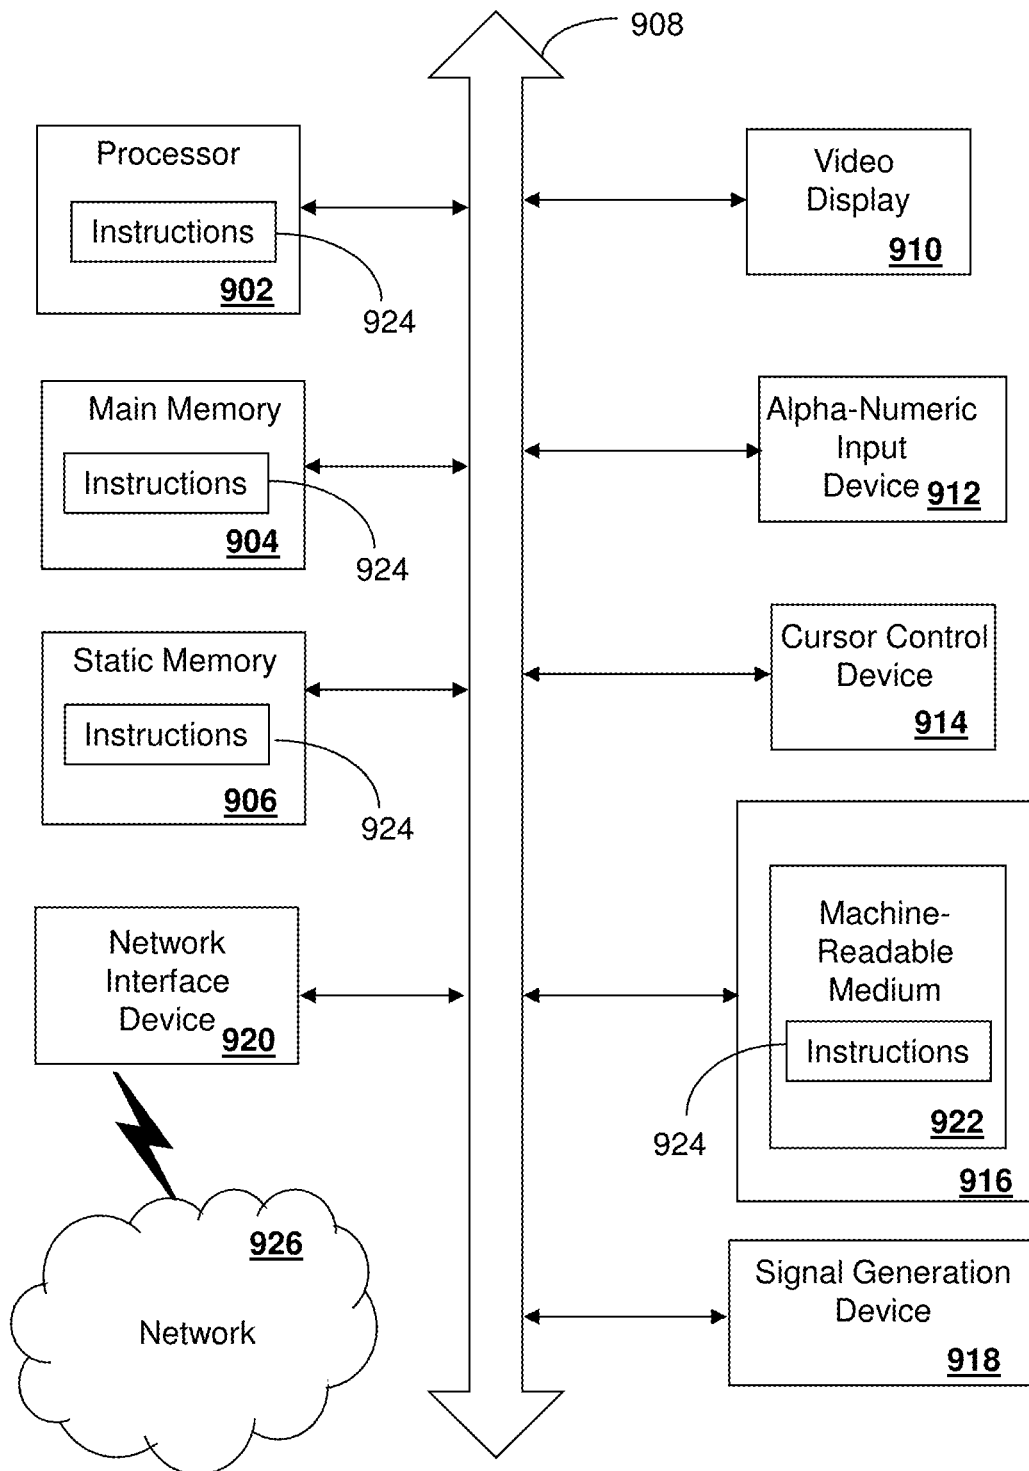 908
Processor
Instructions
902
924
Main Memory
Instructions
904
924
Static Memory
Instructions
906
924
Network
Interface
Device
920
926
Network
Video
Display
910
Alpha-Numeric
Input
Device
912
Cursor Control
Device
914
Machine-
Readable
Medium
Instructions
922
924
916
Signal Generation
Device
918